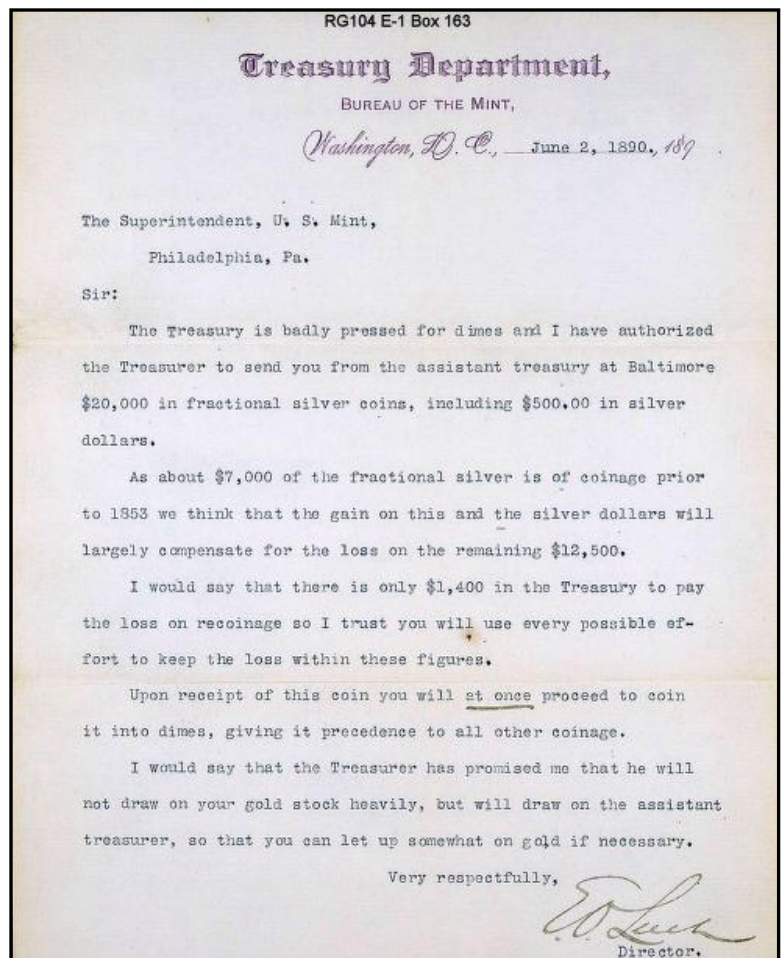 RG104 E-1 Box 163
Treasury Department,
BUREAU OF THE MINT,
Washington, D. C., June 2, 1890., 189
The Superintendent, U. S. Mint,
Philadelphia, Pa.
Sir:
The Treasury is badly pressed for dimes and I have authorized
the Treasurer to send you from the assistant treasury at Baltimore
$20,000 in fractional silver coins, including $500.00 in silver
dollars.
As about $7,000 of the fractional silver is of coinage prior
to 1853 we think that the gain on this and the silver dollars will
largely compensate for the loss on the remaining $12,500.
I would say that there is only $1,400 in the Treasury to pay
the loss on recoinage so I trust you will use every possible ef-
fort to keep the loss within these figures.
Upon receipt of this coin you will at once proceed to coin
it into dimes, giving it precedence to all other coinage.
I would say that the Treasurer has promised me that he will
not draw on your gold stock heavily, but will draw on the assistant
treasurer, so that you can let up somewhat on gold if necessary.
Very respectfully,
E.O. Leech
Director.